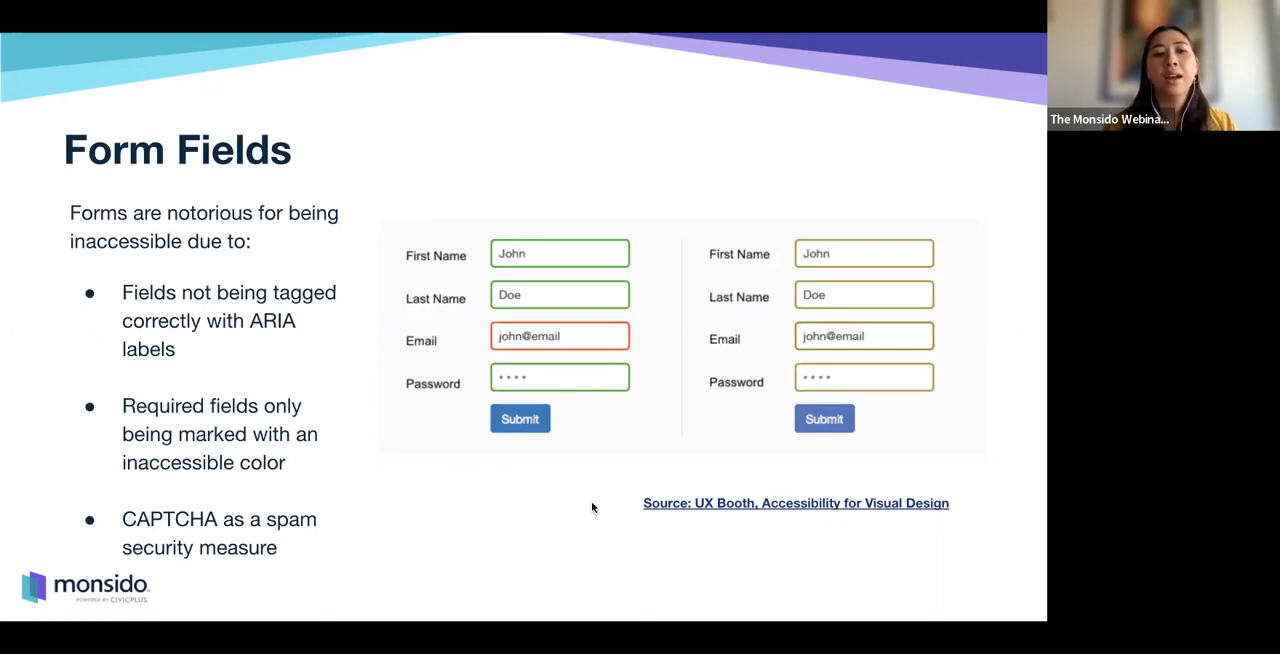 The Monsido Webina...
Form Fields
Forms are notorious for being
inaccessible due to:
● Fields not being tagged
correctly with ARIA
labels
● Required fields only
being marked with an
inaccessible color
● CAPTCHA as a spam
security measure
First Name John
Last Name Doe
Email john@email
Password ****
Submit
First Name John
Last Name Doe
Email john@email
Password ****
Submit
Source: UX Booth, Accessibility for Visual Design
monsido
POWERED BY CIVICPLUS